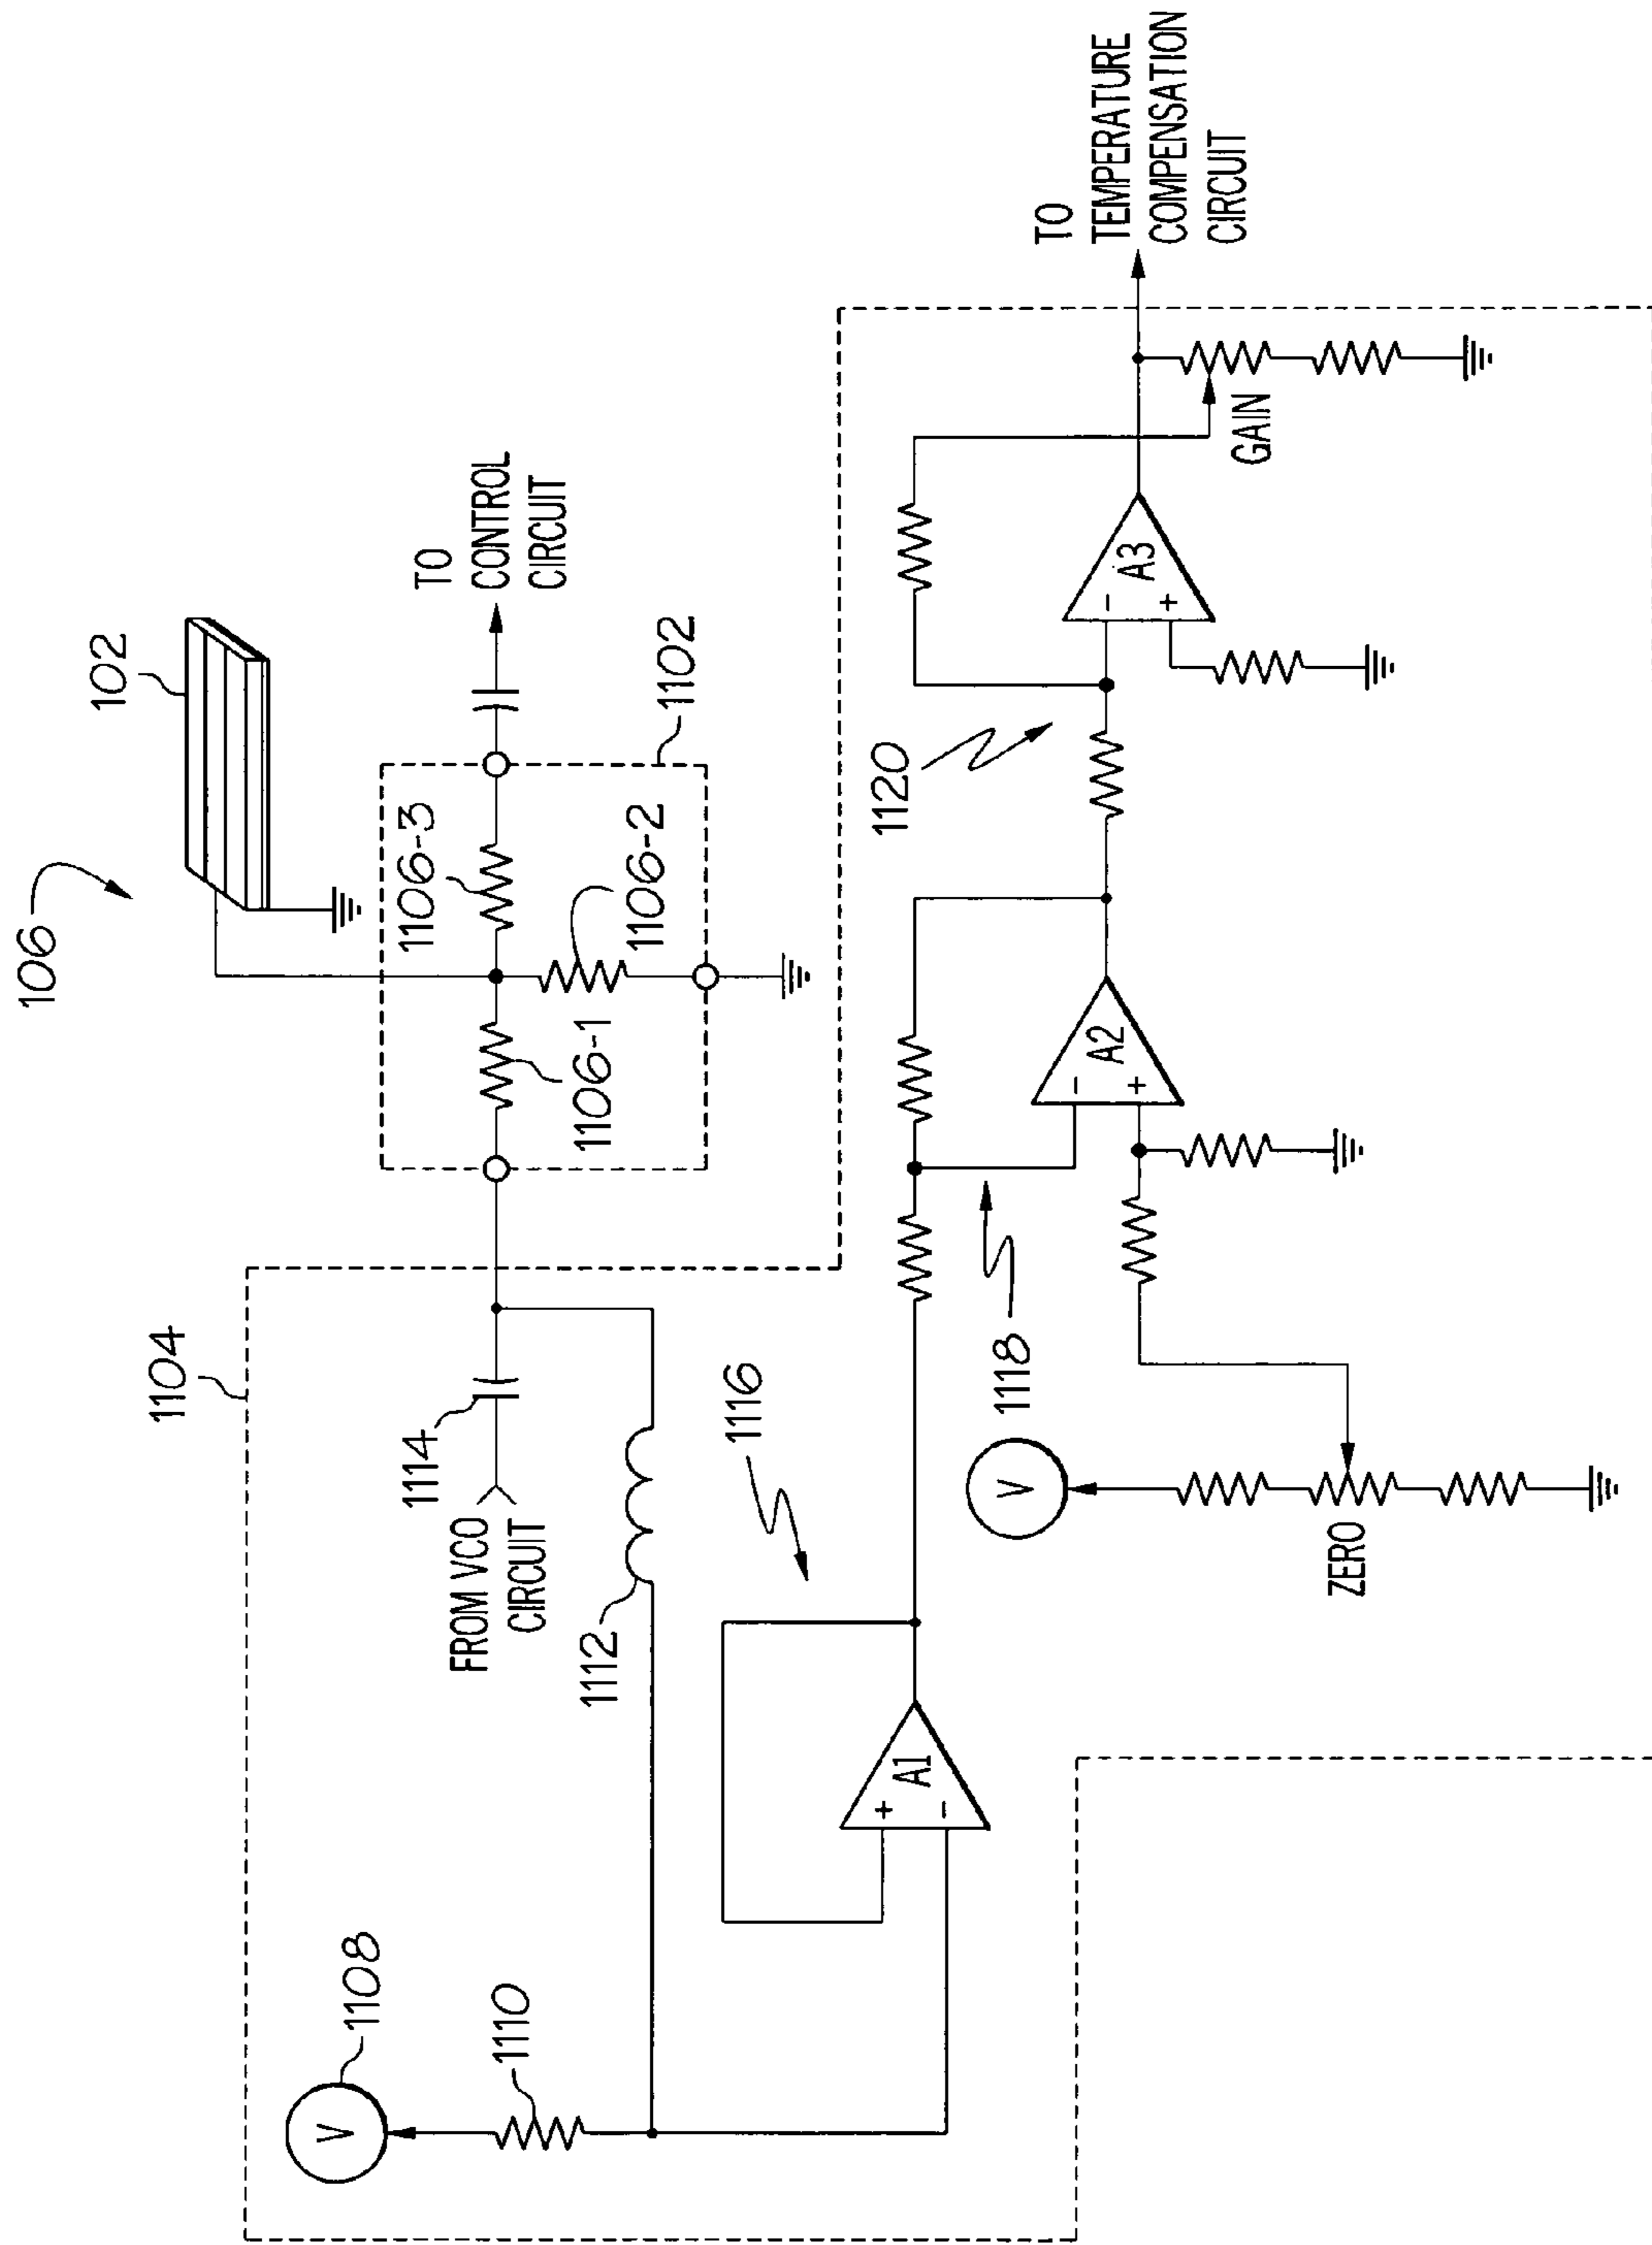 106
102
TO
CONTROL
CIRCUIT
1106-3
1106-2
1106-1
1102
1104
1114
FROM VCO
CIRCUIT
1112
1108
V
1110
1116
A1
+
-
1118
V
ZERO
A2
-
+
1120
A3
-
+
GAIN
TO
TEMPERATURE
COMPENSATION
CIRCUIT